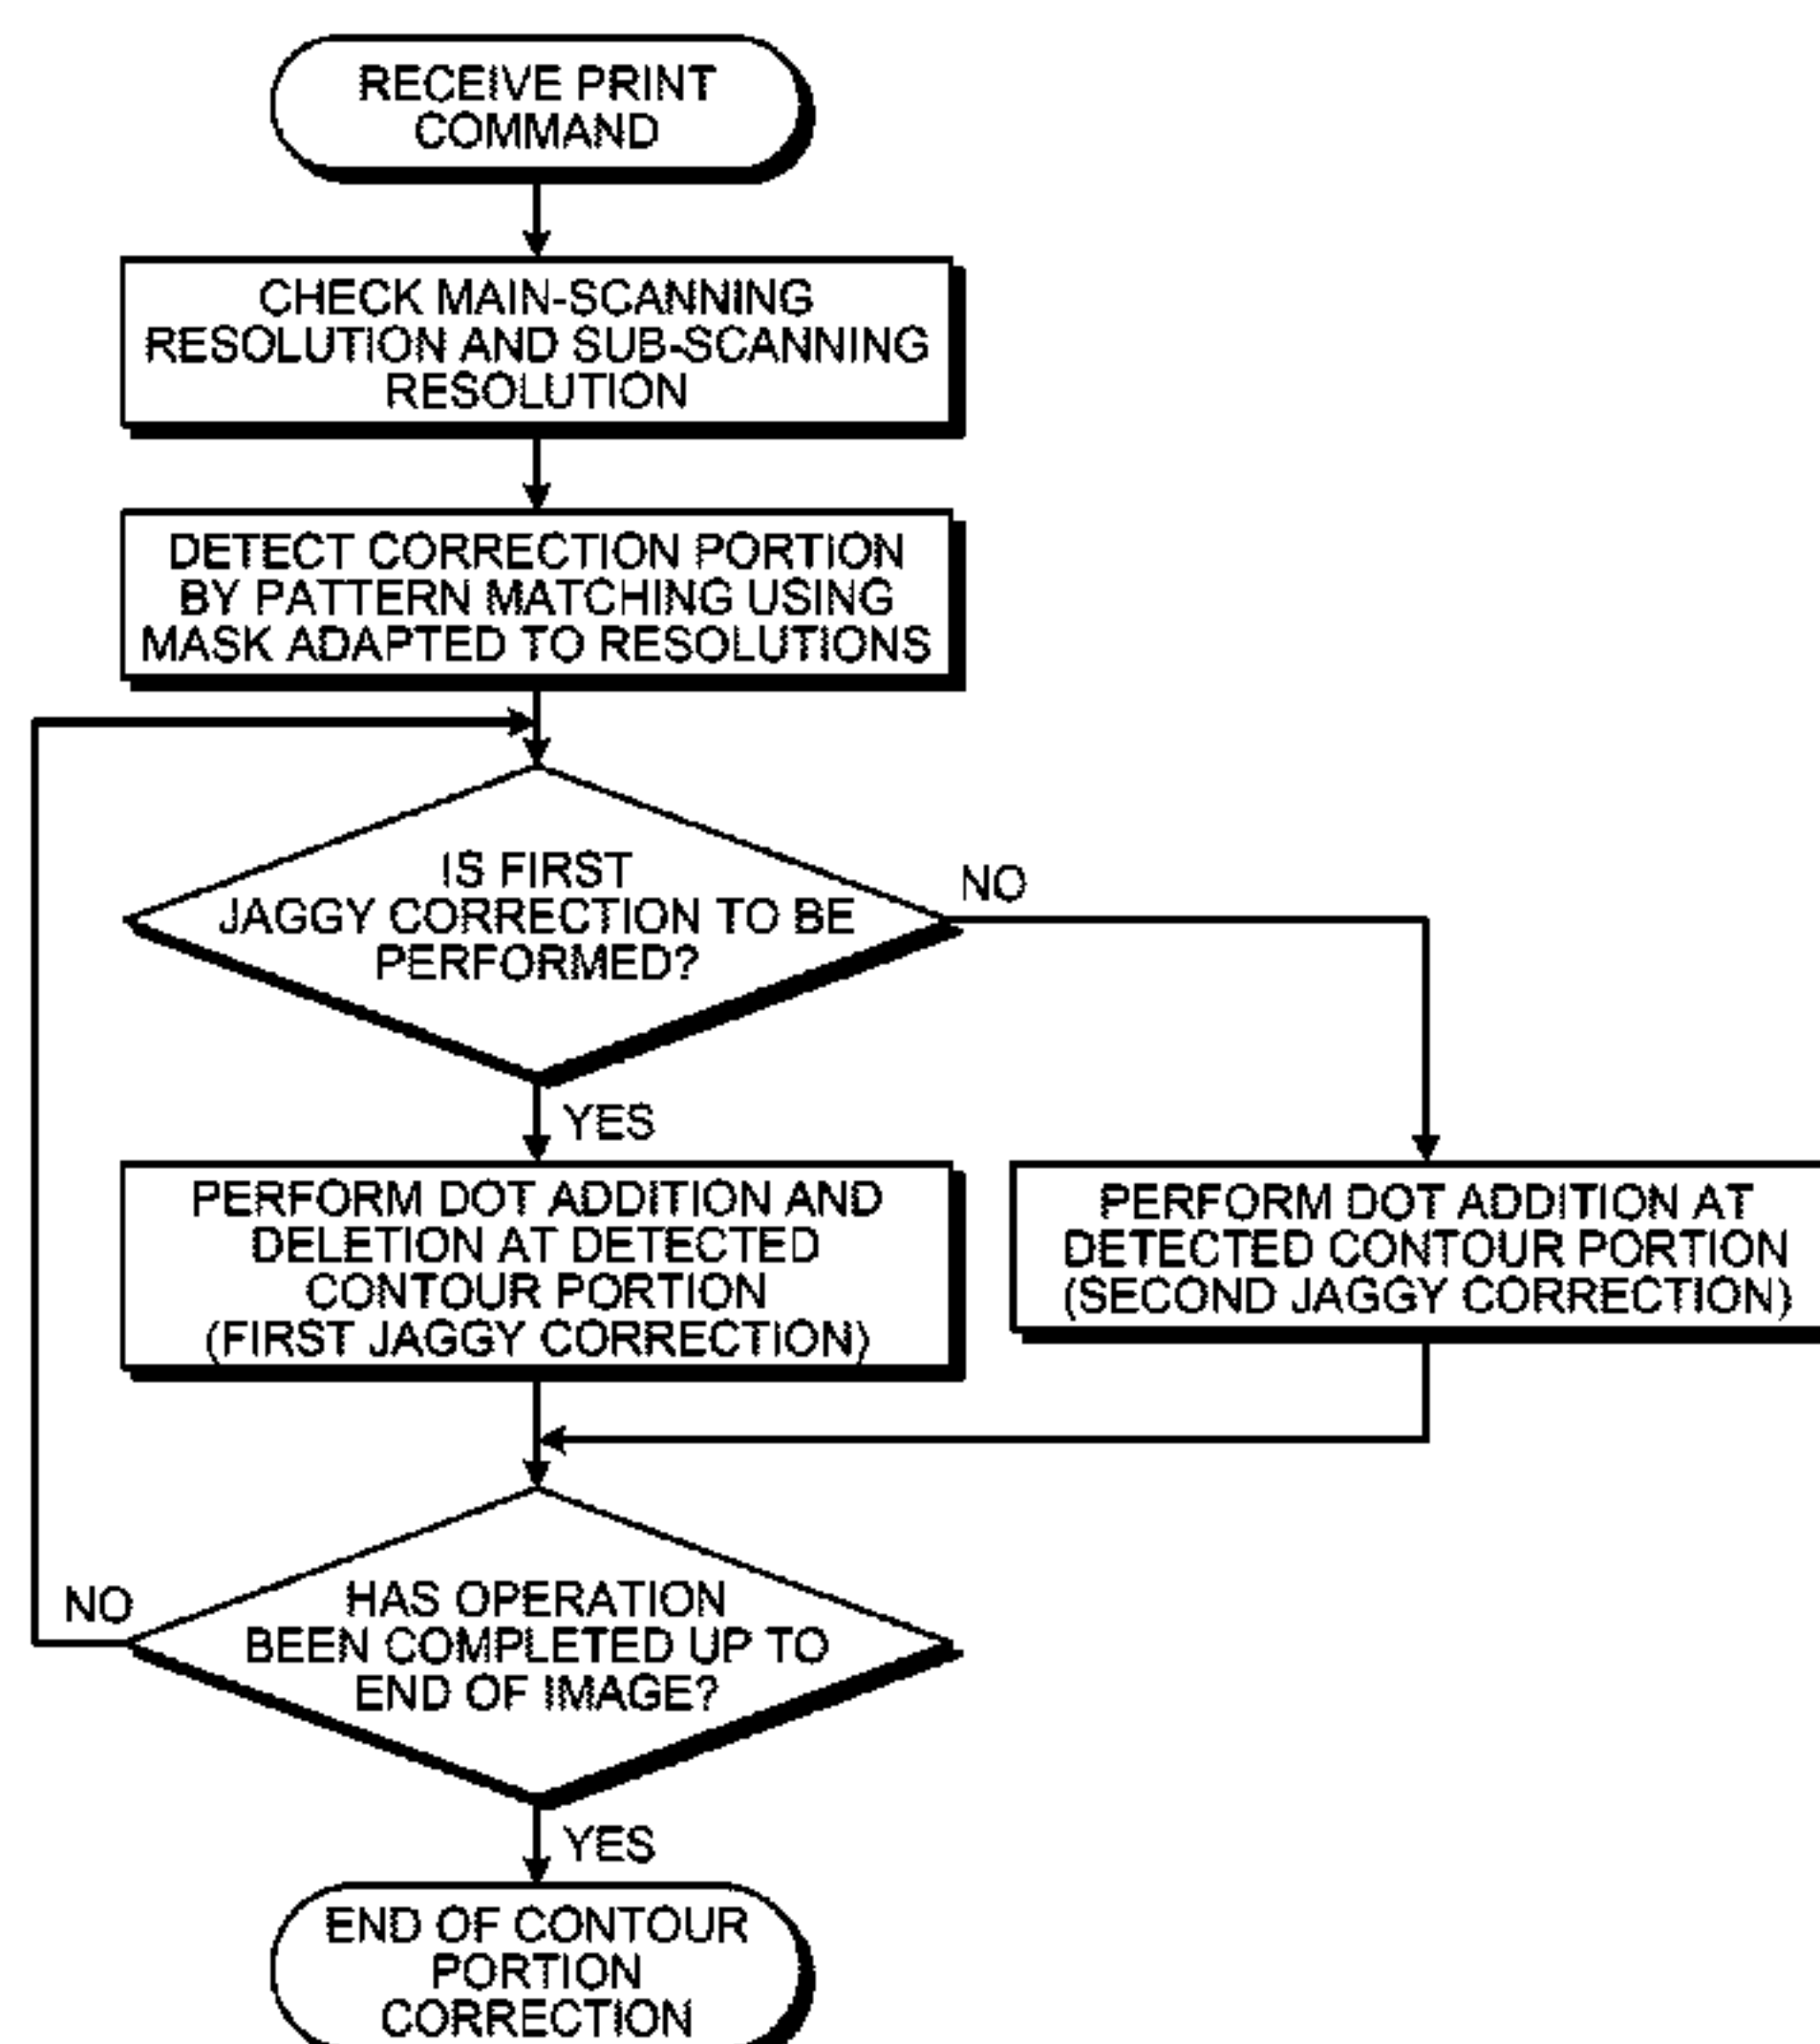 RECEIVE PRINT
COMMAND
CHECK MAIN-SCANNING
RESOLUTION AND SUB-SCANNING
RESOLUTION
DETECT CORRECTION PORTION
BY PATTERN MATCHING USING
MASK ADAPTED TO RESOLUTIONS
IS FIRST
JAGGY CORRECTION TO BE
PERFORMED?
NO
YES
PERFORM DOT ADDITION AND
DELETION AT DETECTED
CONTOUR PORTION
(FIRST JAGGY CORRECTION)
PERFORM DOT ADDITION AT
DETECTED CONTOUR PORTION
(SECOND JAGGY CORRECTION)
NO
HAS OPERATION
BEEN COMPLETED UP TO
END OF IMAGE?
YES
END OF CONTOUR
PORTION
CORRECTION